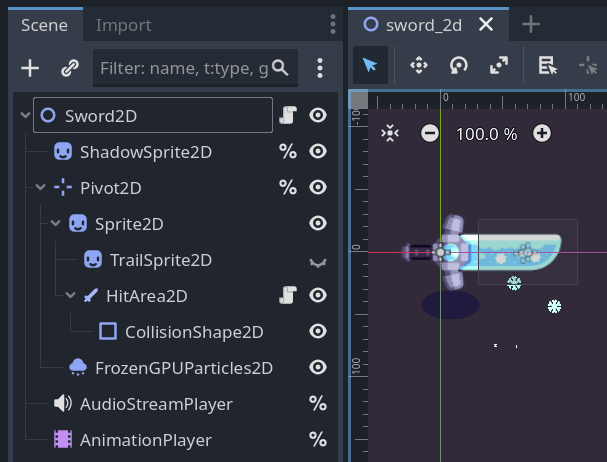 Scene Import
Filter: name, t:type, g
Sword2D
ShadowSprite2D
Pivot2D
Sprite2D
TrailSprite2D
HitArea2D
CollisionShape2D
FrozenGPUParticles2D
AudioStreamPlayer
AnimationPlayer
sword_2d
0 100
-10
100.0 %
0
100